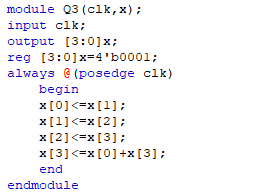 module Q3(clk,x);
input clk;
output [3:0]x;
reg [3:0]x=4'b0001;
always @(posedge clk)
begin
x[0]<=x[1];
x[1]<=x[2];
x[2]<=x[3];
x[3]<=x[0]+x[3];
end
endmodule